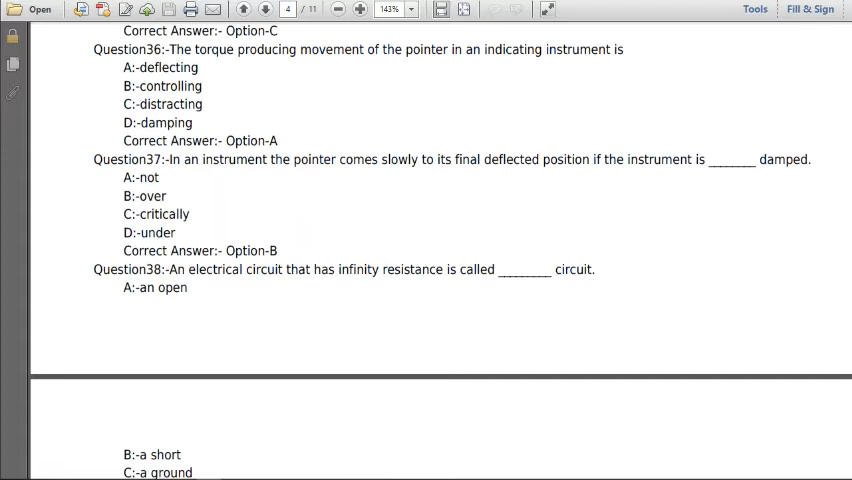 Open
4 / 11
143%
Tools
Fill & Sign
Correct Answer:- Option-C
Question36:-The torque producing movement of the pointer in an indicating instrument is
A:-deflecting
B:-controlling
C:-distracting
D:-damping
Correct Answer:- Option-A
Question37:-In an instrument the pointer comes slowly to its final deflected position if the instrument is ________ damped.
A:-not
B:-over
C:-critically
D:-under
Correct Answer:- Option-B
Question38:-An electrical circuit that has infinity resistance is called _________ circuit.
A:-an open
B:-a short
C:-a ground